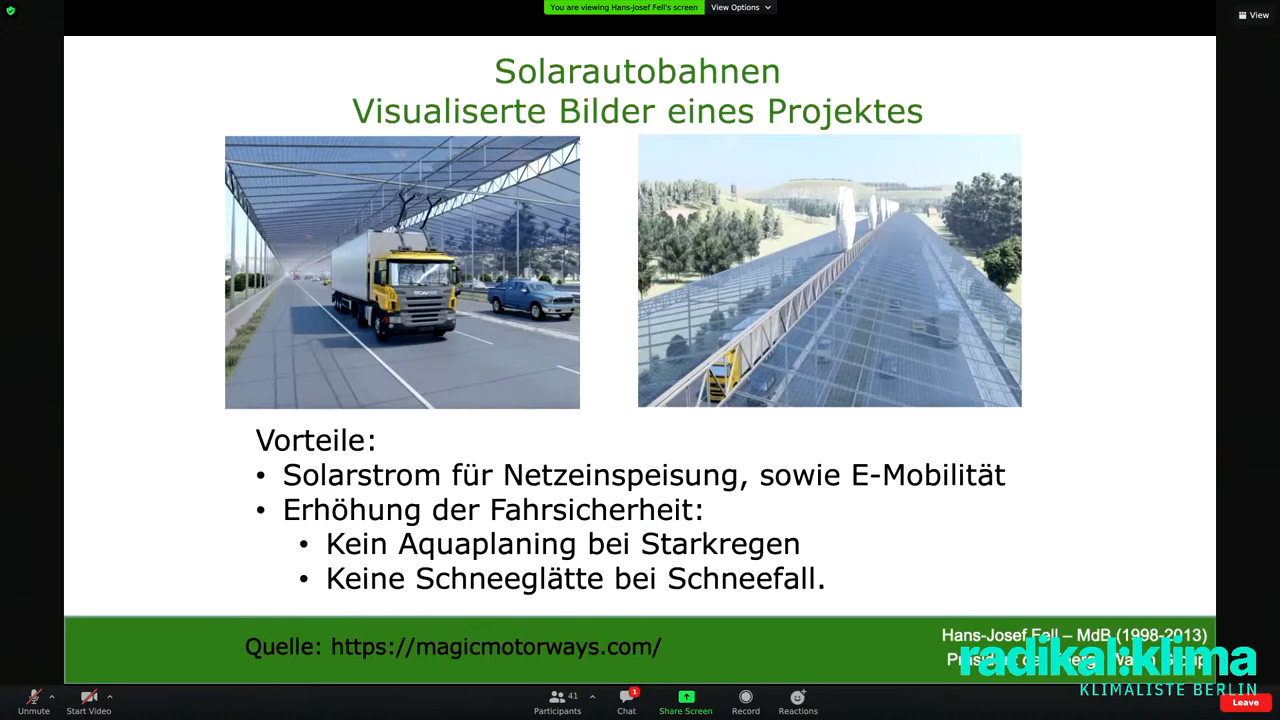 You are viewing Hans-Josef Fell's screen
View Options
View
Solarautobahnen
Visualiserte Bilder eines Projektes
SCANIA
Vorteile:
• Solarstrom für Netzeinspeisung, sowie E-Mobilität
• Erhöhung der Fahrsicherheit:
• Kein Aquaplaning bei Starkregen
• Keine Schneeglätte bei Schneefall.
Quelle: https://magicmotorways.com/
Hans-Josef Fell – MdB (1998-2013)
radikal:klima
KLIMALISTE BERLIN
Unmute
Start Video
Participants
41
Chat
1
Share Screen
Record
Reactions
Leave